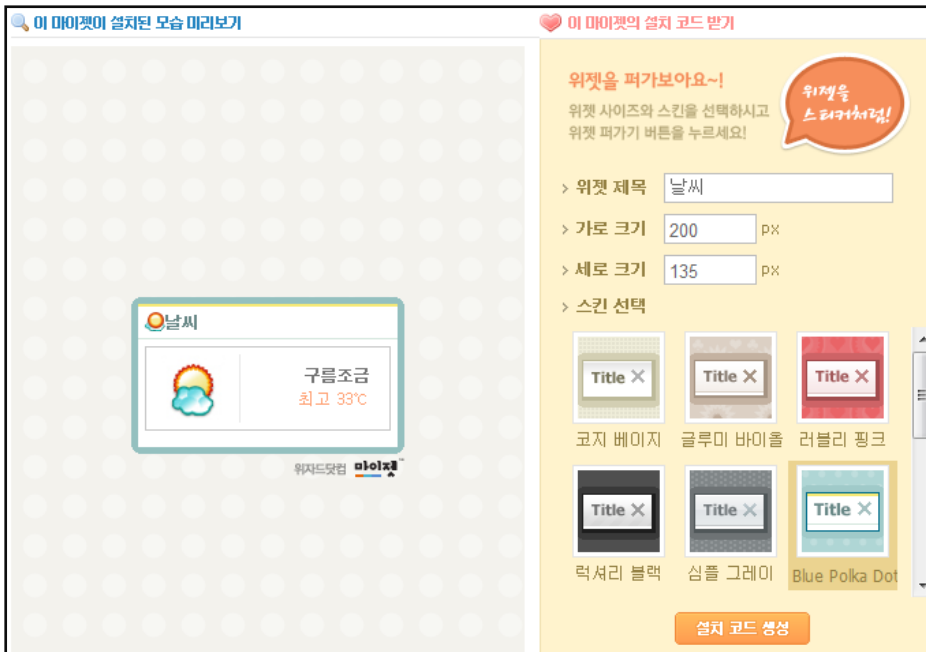 이 마이젯이 설치된 모습 미리보기
날씨
구름조금
최고 33℃
위자드닷컴 마이젯™
이 마이젯의 설치 코드 받기
위젯을 퍼가보아요~!
위젯 사이즈와 스킨을 선택하시고
위젯 퍼가기 버튼을 누르세요!
위젯을
스티커처럼!
> 위젯 제목 날씨
> 가로 크기 200 px
> 세로 크기 135 px
> 스킨 선택
Title X Title X Title X
코지 베이지 글루미 바이올 러블리 핑크
Title X Title X Title X
럭셔리 블랙 심플 그레이 Blue Polka Dot
설치 코드 생성